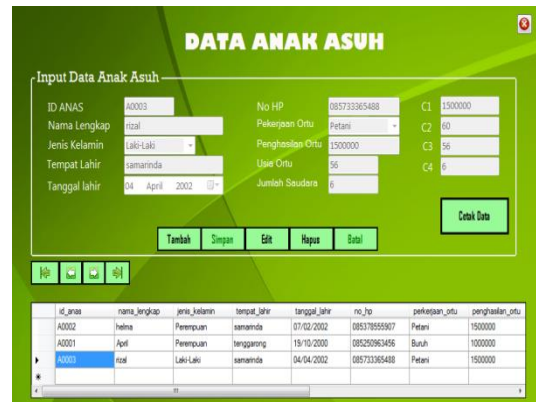 DATA ANAK ASUH
Input Data Anak Asuh
ID ANAS A0003 No HP 085733365488 C1 1500000
Nama Lengkap rizal Pekerjaan Ortu Petani C2 60
Jenis Kelamin Laki-Laki Penghasilan Ortu 1500000 C3 56
Tempat Lahir samarinda Usia Ortu 56 C4 6
Tanggal lahir 04 April 2002 Jumlah Saudara 6
Cetak Data
Tambah Simpan Edit Hapus Batal
id_anas nama_lengkap jenis_kelamin tempat_lahir tanggal_lahir no_hp perkerjaan_ortu penghasilan_ortu
A0002 helma Perempuan samarinda 07/02/2002 085378555907 Petani 1500000
A0001 April Perempuan tenggarong 19/10/2000 085250963456 Buruh 1000000
A0003 rizal Laki-Laki samarinda 04/04/2002 085733365488 Petani 1500000